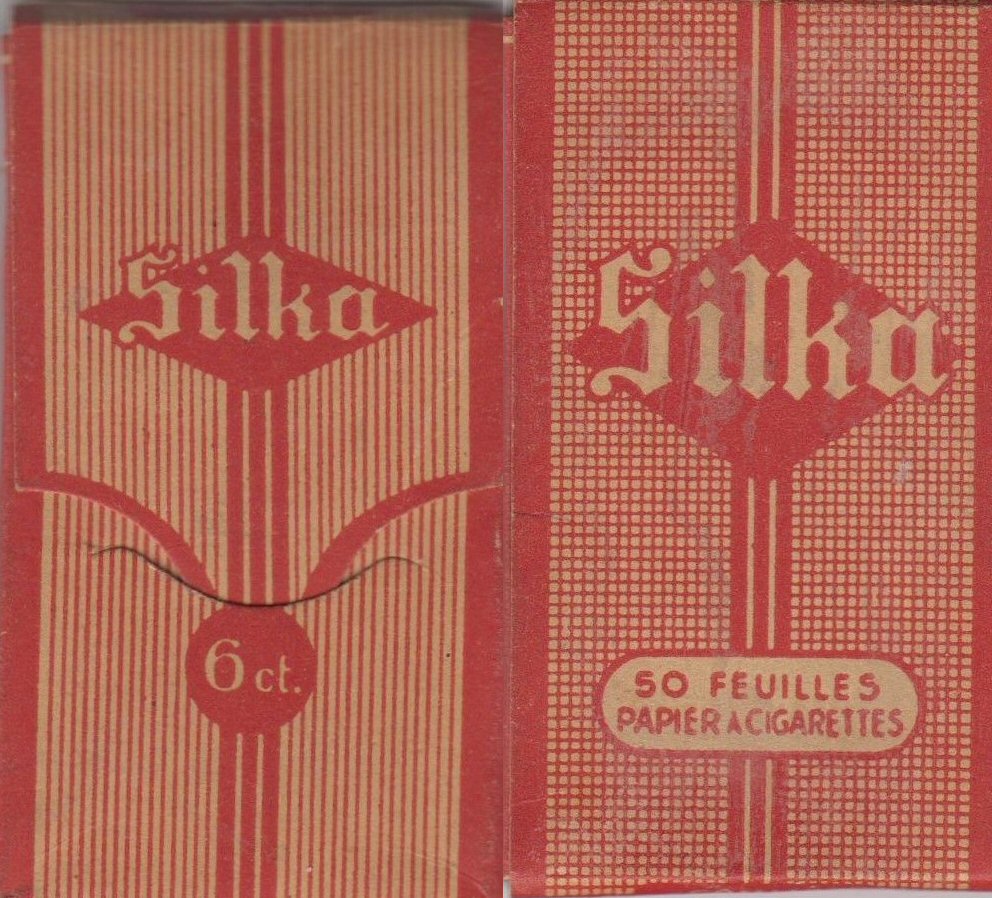 Silka
6 ct.
Silka
50 FEUILLES
PAPIER A CIGARETTES